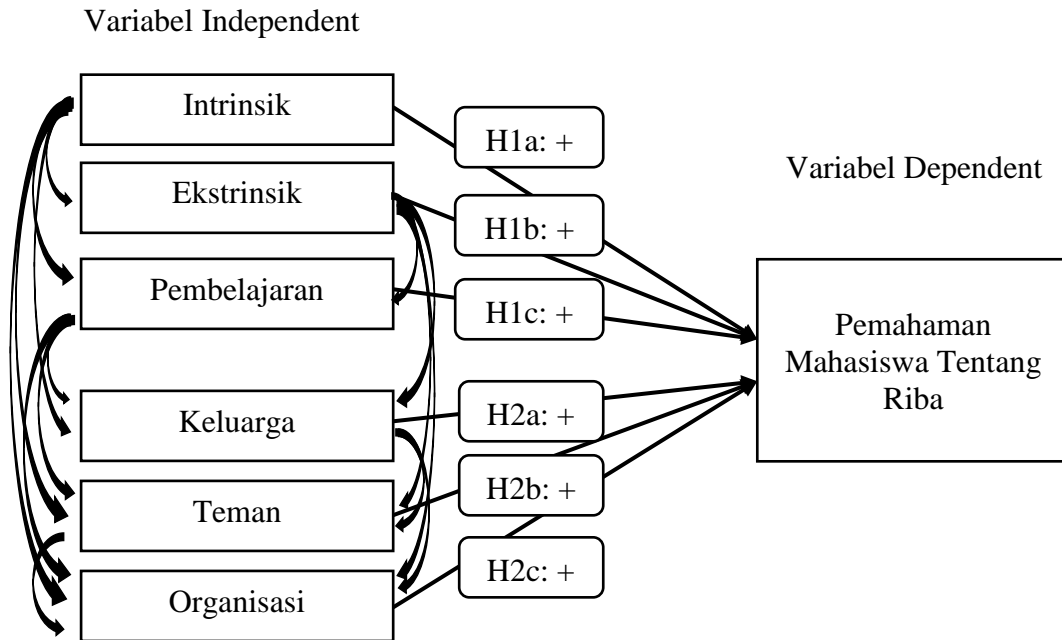 Variabel Independent
Intrinsik
H1a: +
Variabel Dependent
Ekstrinsik
H1b: +
Pembelajaran
H1c: +
Pemahaman
Mahasiswa Tentang
Riba
Keluarga
H2a: +
Teman
H2b: +
Organisasi
H2c: +